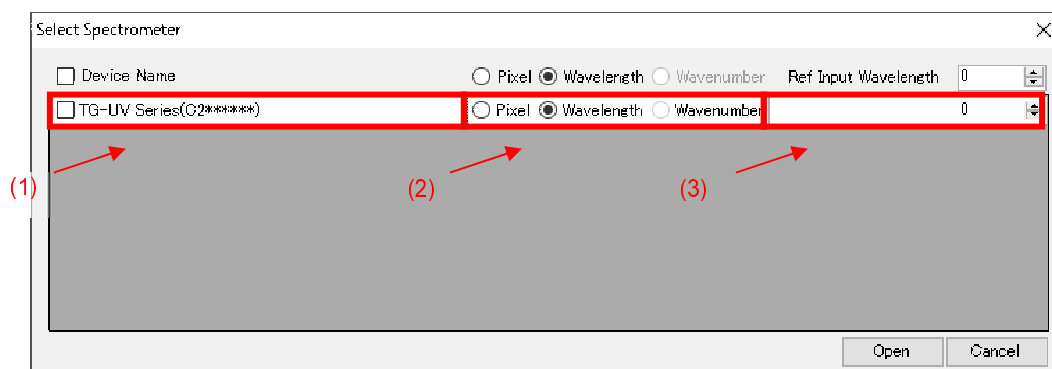 Select Spectrometer
Device Name Pixel Wavelength Wavenumber Ref Input Wavelength 0
TG-UV Series(C2******) Pixel Wavelength Wavenumber 0
(1) (2) (3)
Open Cancel